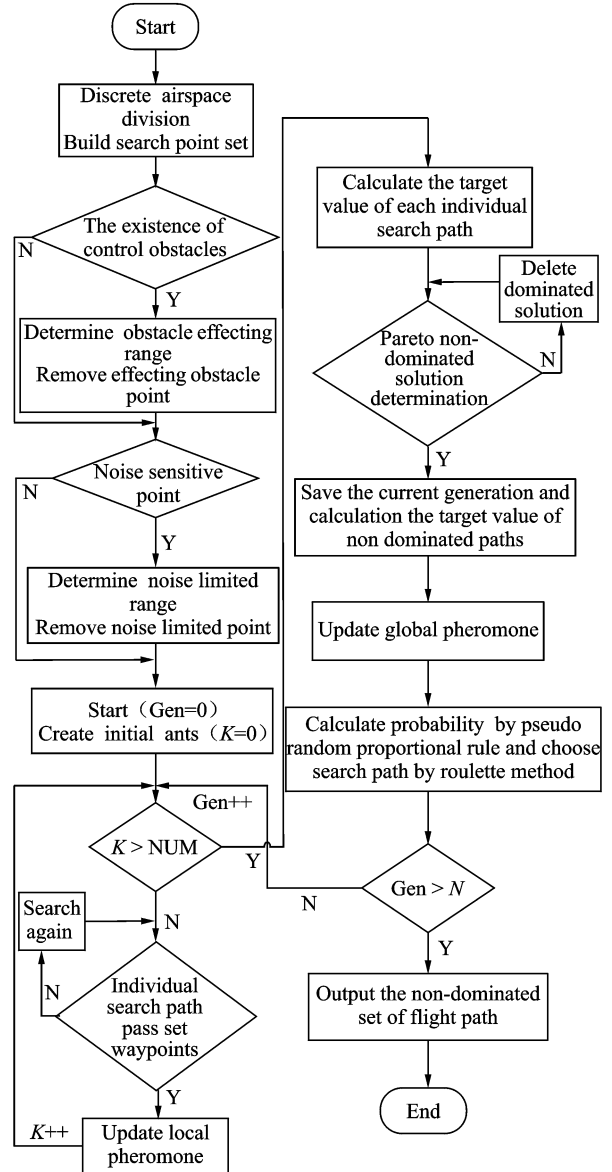 Start
Discrete airspace
division
Build search point set
The existence of
control obstacles
N
Y
Determine obstacle effecting
range
Remove effecting obstacle
point
Noise sensitive
point
N
Y
Determine noise limited
range
Remove noise limited point
Start（Gen=0）
Create initial ants（K=0）
Gen++
K > NUM
Y
N
Search
again
N
Individual
search path
pass set
waypoints
Y
K++
Update local
pheromone
Calculate the target
value of each individual
search path
Delete
dominated
solution
Pareto non-
dominated
solution
determination
N
Y
Save the current generation and
calculation the target value of
non dominated paths
Update global pheromone
Calculate probability by pseudo
random proportional rule and choose
search path by roulette method
Gen > N
N
Y
Output the non-dominated
set of flight path
End